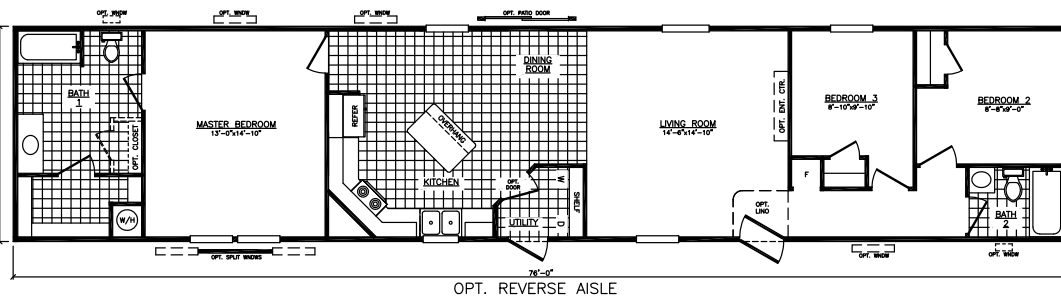 OPT. WNDW
OPT. WNDW
OPT. WNDW
OPT. PATIO DOOR
BATH
1
OPT. CLOSET
W/H
MASTER BEDROOM
13'-0"x14'-10"
REFER
OVERHANG
DINING
ROOM
KITCHEN
OPT.
DOOR
UTILITY
W
D
SHELF
LIVING ROOM
14'-6"x14'-10"
OPT. ENT. CTR.
OPT.
LINO
BEDROOM 3
8'-10"x9'-10"
F
BEDROOM 2
8'-8"x9'-0"
BATH
2
OPT. SPLIT WNDWS
OPT. WNDW
OPT. WNDW
76'-0"
OPT. REVERSE AISLE